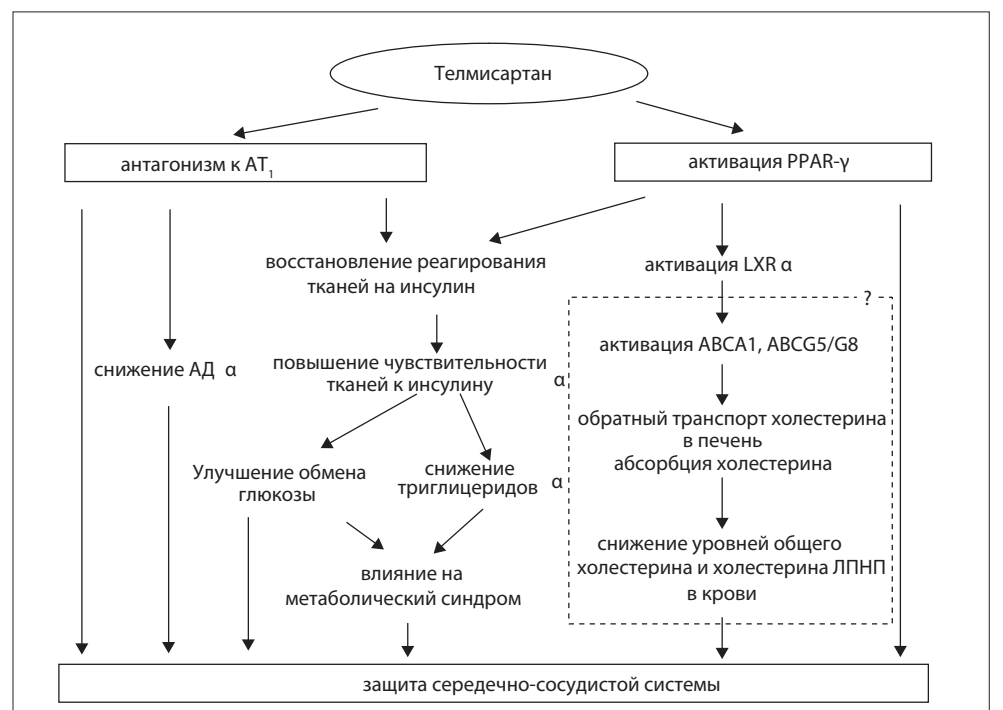 Телмисартан
антагонизм к АТ1
активация PPAR-γ
восстановление реагирования
тканей на инсулин
активация LXR α
?
снижение АД α
повышение чувствительности
тканей к инсулину
α
активация ABCA1, ABCG5/G8
обратный транспорт холестерина
в печень
абсорбция холестерина
Улучшение обмена
глюкозы
снижение
триглицеридов
α
снижение уровней общего
холестерина и холестерина ЛПНП
в крови
влияние на
метаболический синдром
защита середечно-сосудистой системы